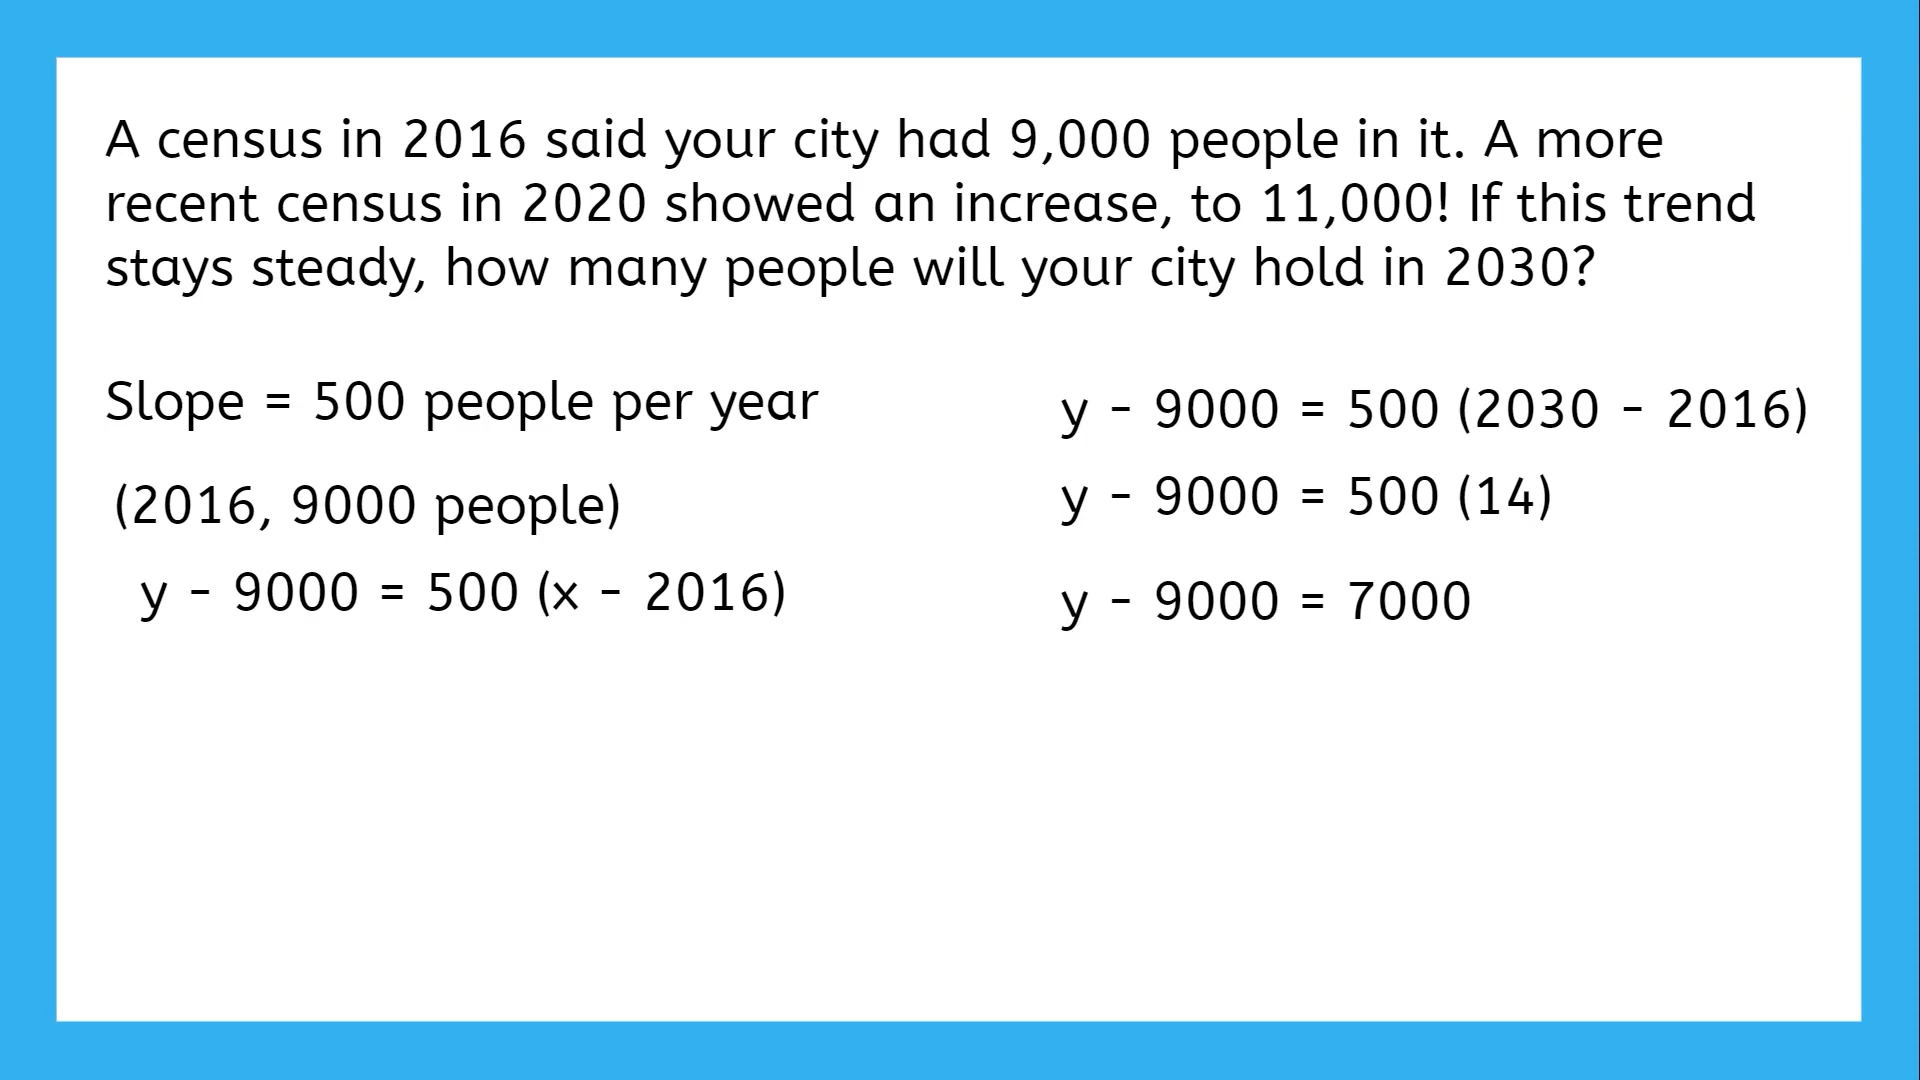 A census in 2016 said your city had 9,000 people in it. A more
recent census in 2020 showed an increase, to 11,000! If this trend
stays steady, how many people will your city hold in 2030?
Slope = 500 people per year
(2016, 9000 people)
y - 9000 = 500 (x - 2016)
y - 9000 = 500 (2030 - 2016)
y - 9000 = 500 (14)
y - 9000 = 7000